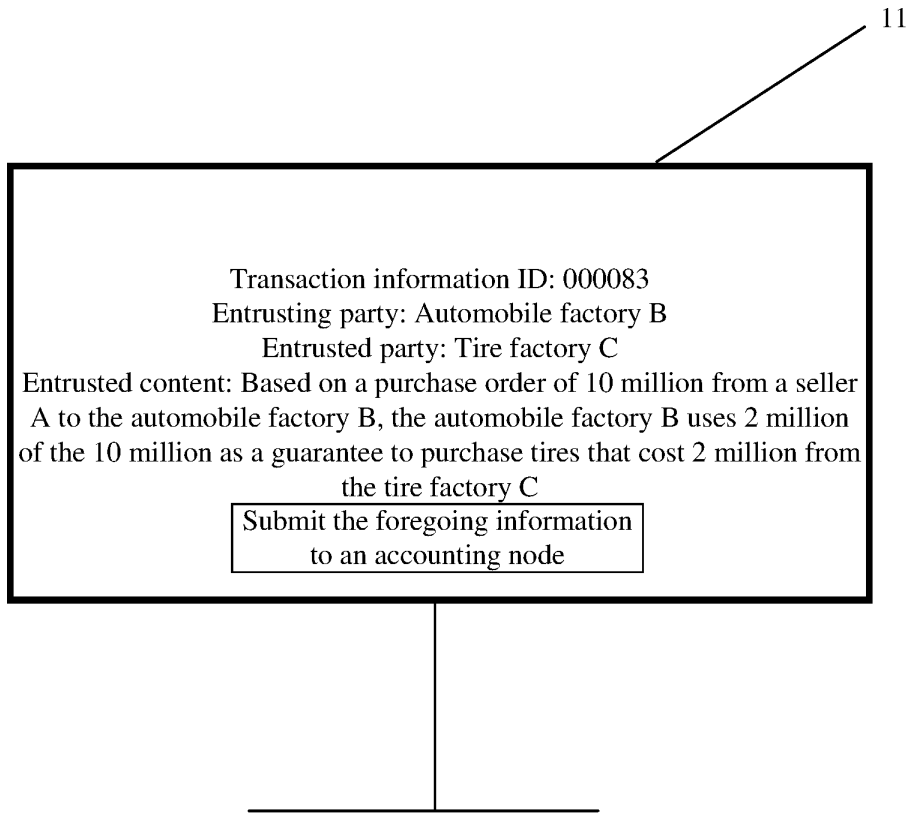 11
Transaction information ID: 000083
Entrusting party: Automobile factory B
Entrusted party: Tire factory C
Entrusted content: Based on a purchase order of 10 million from a seller
A to the automobile factory B, the automobile factory B uses 2 million
of the 10 million as a guarantee to purchase tires that cost 2 million from
the tire factory C
Submit the foregoing information
to an accounting node